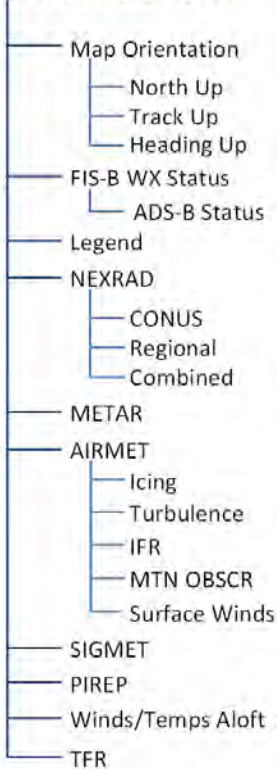 Map Orientation
North Up
Track Up
Heading Up
FIS-B WX Status
ADS-B Status
Legend
NEXRAD
CONUS
Regional
Combined
METAR
AIRMET
Icing
Turbulence
IFR
MTN OBSCR
Surface Winds
SIGMET
PIREP
Winds/Temps Aloft
TFR